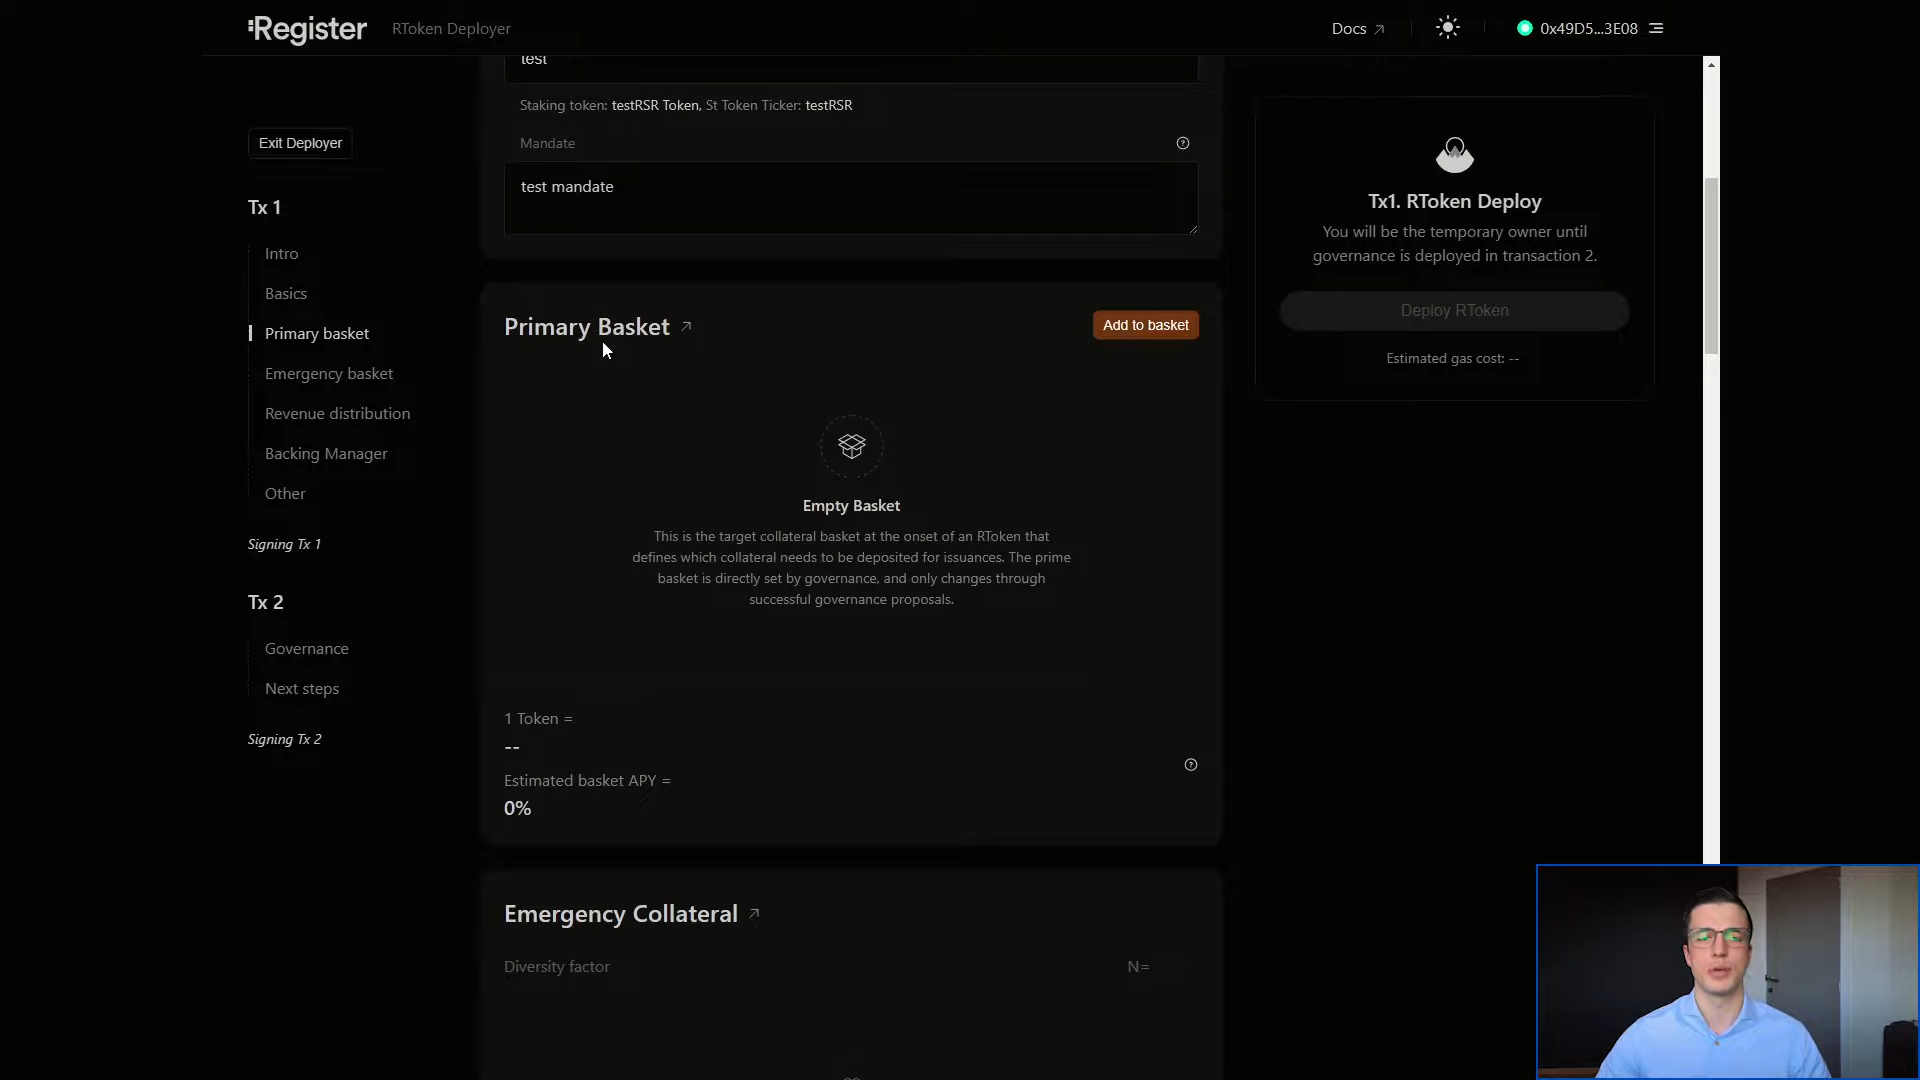 Register
RToken Deployer
Docs
0x49D5...3E08
test
Staking token: testRSR Token, St Token Ticker: testRSR
Mandate
test mandate
Exit Deployer
Tx 1
Intro
Basics
Primary basket
Emergency basket
Revenue distribution
Backing Manager
Other
Signing Tx 1
Tx 2
Governance
Next steps
Signing Tx 2
Primary Basket
Add to basket
Empty Basket
This is the target collateral basket at the onset of an RToken that
defines which collateral needs to be deposited for issuances. The prime
basket is directly set by governance, and only changes through
successful governance proposals.
1 Token =
--
Estimated basket APY =
0%
Emergency Collateral
Diversity factor
N=
Tx1. RToken Deploy
You will be the temporary owner until
governance is deployed in transaction 2.
Deploy RToken
Estimated gas cost: --